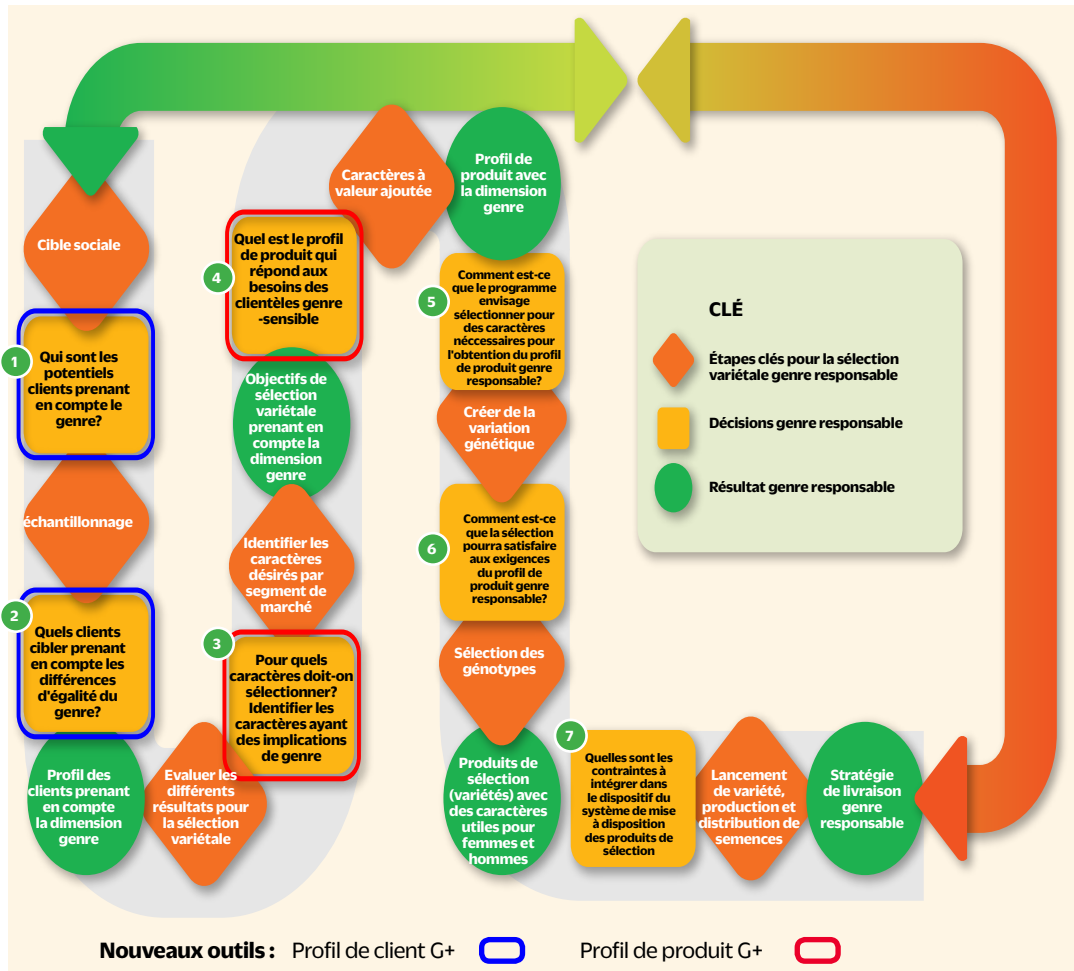 Cible sociale
1
Qui sont les
potentiels
clients prenant
en compte le
genre?
échantillonnage
2
Quels clients
cibler prenant
en compte les
différences
d'égalité du
genre?
Profil des
clients prenant
en compte
la dimension
genre
Evaluer les
différents
résultats pour
la sélection
variétale
3
Pour quels
caractères doit-on
sélectionner?
Identifier les
caractères ayant
des implications
de genre
Identifier les
caractères
désirés par
segment de
marché
Objectifs de
sélection
variétale
prenant en
compte la
dimension
genre
4
Quel est le profil
de produit qui
répond aux
besoins des
clientèles genre
-sensible
Caractères à
valeur ajoutée
Profil de
produit avec
la dimension
genre
5
Comment est-ce
que le programme
envisage
sélectionner pour
des caractères
néccessaires pour
l'obtention du profil
de produit genre
responsable?
Créer de la
variation
génétique
6
Comment est-ce
que la sélection
pourra satisfaire
aux exigences
du profil de
produit genre
responsable?
Sélection des
génotypes
Produits de
sélection
(variétés) avec
des caractères
utiles pour
femmes et
hommes
7
Quelles sont les
contraintes à
intégrer dans
le dispositif du
système de mise
à disposition
des produits de
sélection
Lancement
de variété,
production et
distribution de
semences
Stratégie
de livraison
genre
responsable
CLÉ
Étapes clés pour la sélection
variétale genre responsable
Décisions genre responsable
Résultat genre responsable
Nouveaux outils : Profil de client G+ Profil de produit G+